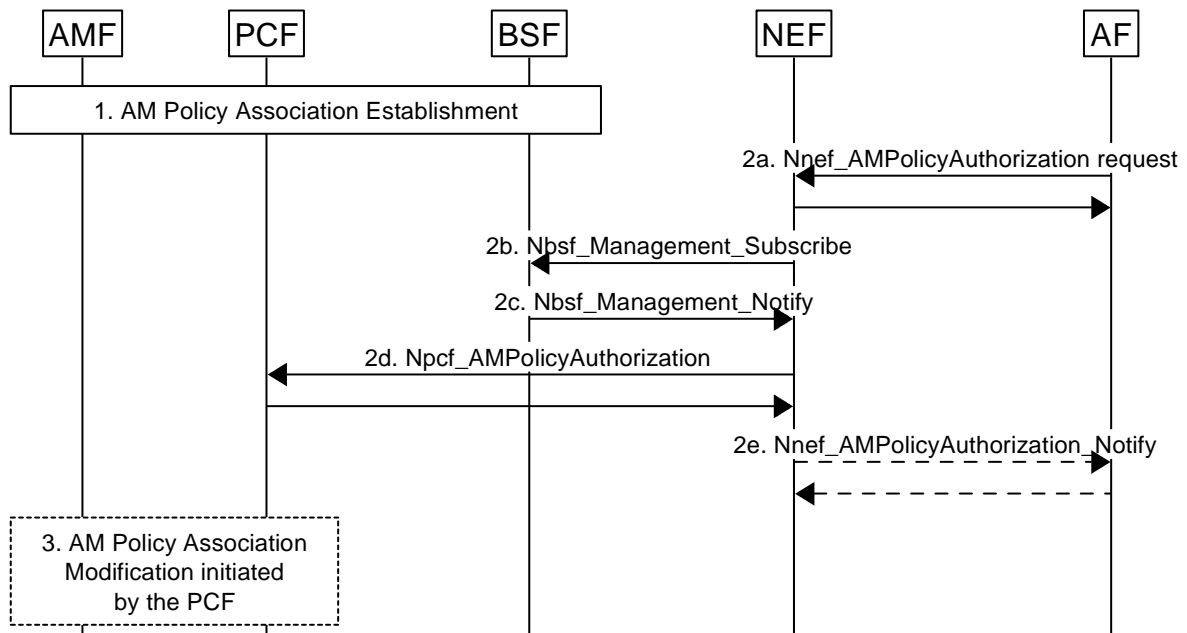 AMF
PCF
BSF
NEF
AF
1. AM Policy Association Establishment
2a. Nnef_AMPolicyAuthorization request
2b. Nbsf_Management_Subscribe
2c. Nbsf_Management_Notify
2d. Npcf_AMPolicyAuthorization
2e. Nnef_AMPolicyAuthorization_Notify
3. AM Policy Association
Modification initiated
by the PCF